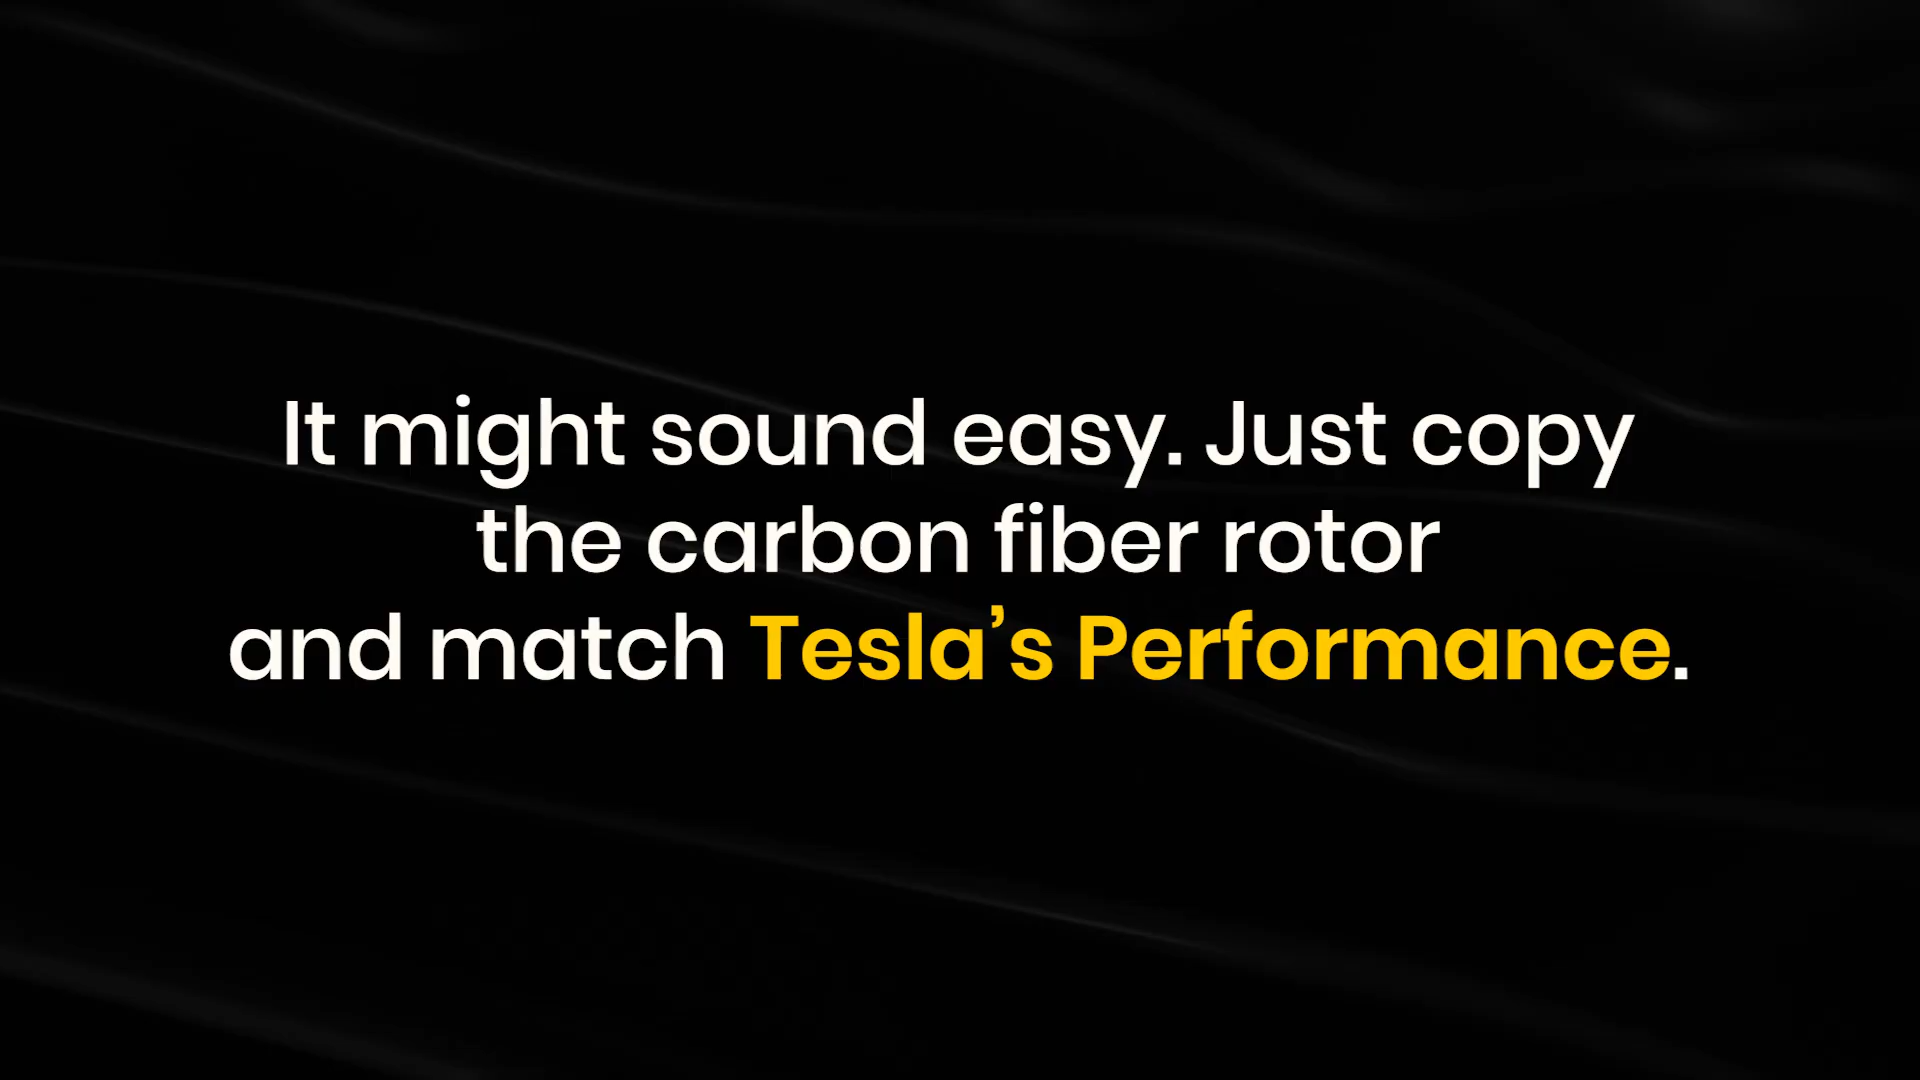 It might sound easy. Just copy
the carbon fiber rotor
and match Tesla’s Performance.